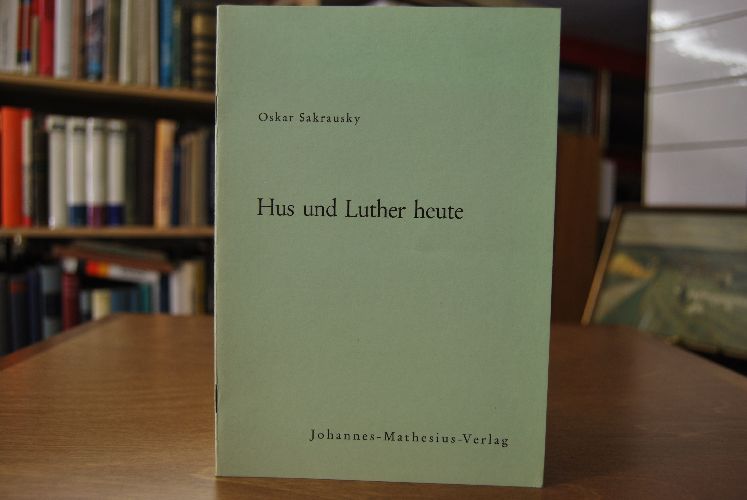 Oskar Sakrausky
Hus und Luther heute
Johannes-Mathesius-Verlag